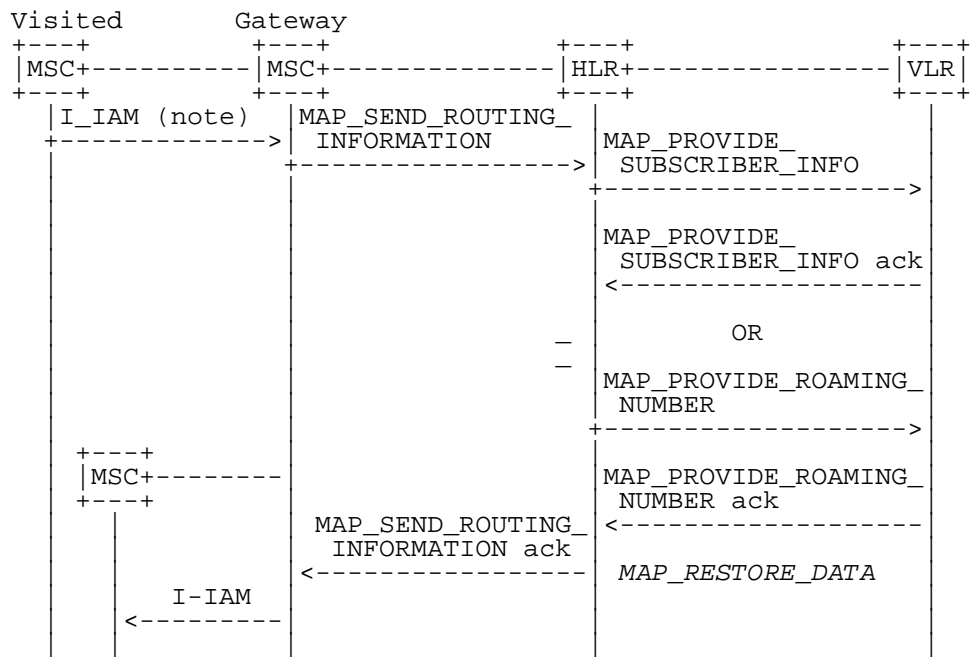 Visited Gateway
MSC MSC HLR VLR
I_IAM (note) MAP_SEND_ROUTING_
INFORMATION MAP_PROVIDE_
SUBSCRIBER_INFO
MAP_PROVIDE_
SUBSCRIBER_INFO ack
OR
MAP_PROVIDE_ROAMING_
NUMBER
MSC MAP_PROVIDE_ROAMING_
NUMBER ack
MAP_SEND_ROUTING_
INFORMATION ack
MAP_RESTORE_DATA
I-IAM